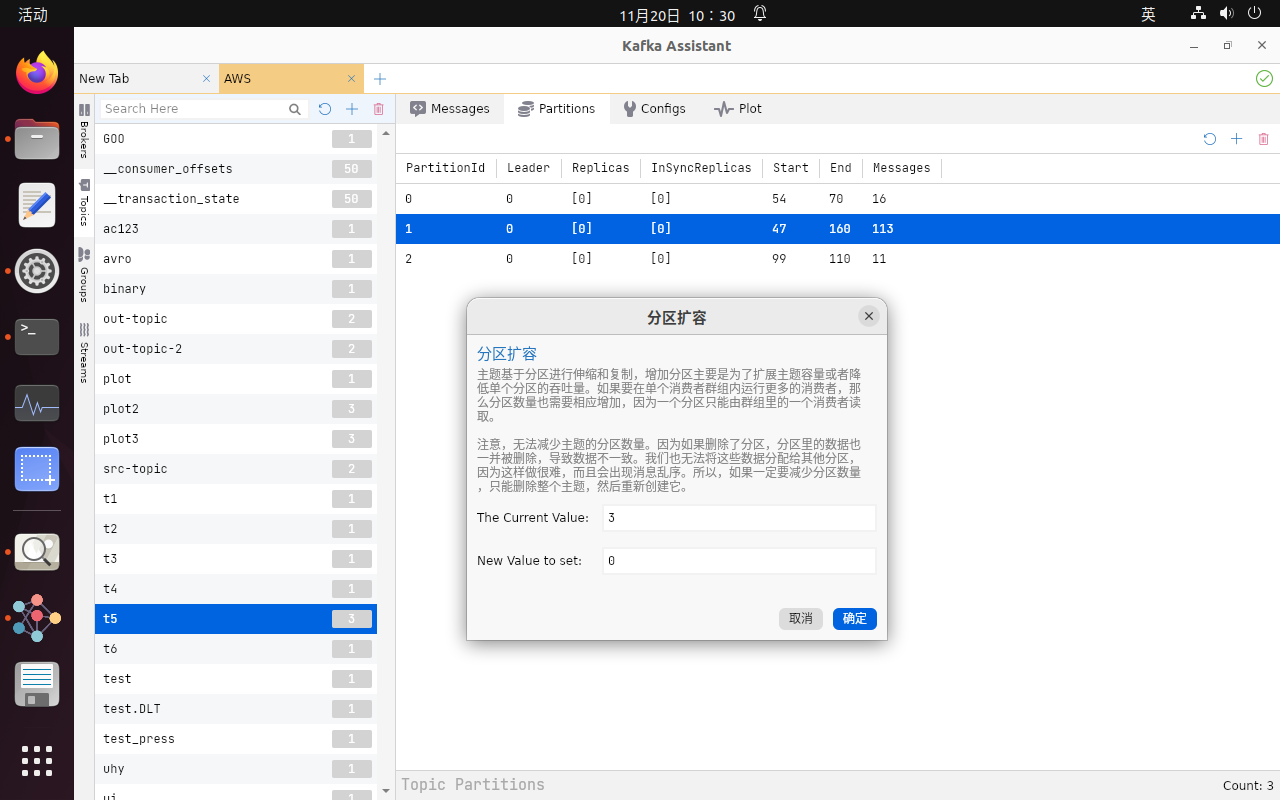 活动
11月20日 10：30
英
Kafka Assistant
New Tab
AWS
Search Here
Messages
Partitions
Configs
Plot
Brokers
Topics
Groups
Streams
GOO 1
__consumer_offsets 50
__transaction_state 50
ac123 1
avro 1
binary 1
out-topic 2
out-topic-2 2
plot 1
plot2 3
plot3 3
src-topic 2
t1 1
t2 1
t3 1
t4 1
t5 3
t6 1
test 1
test.DLT 1
test_press 1
uhy 1
ui 1
PartitionId Leader Replicas InSyncReplicas Start End Messages
0 0 [0] [0] 54 70 16
1 0 [0] [0] 47 160 113
2 0 [0] [0] 99 110 11
分区扩容
分区扩容
主题基于分区进行伸缩和复制，增加分区主要是为了扩展主题容量或者降
低单个分区的吞吐量。如果要在单个消费者群组内运行更多的消费者，那
么分区数量也需要相应增加，因为一个分区只能由群组里的一个消费者读
取。
注意，无法减少主题的分区数量。因为如果删除了分区，分区里的数据也
一并被删除，导致数据不一致。我们也无法将这些数据分配给其他分区，
因为这样做很难，而且会出现消息乱序。所以，如果一定要减少分区数量
，只能删除整个主题，然后重新创建它。
The Current Value: 3
New Value to set: 0
取消
确定
Topic Partitions
Count: 3